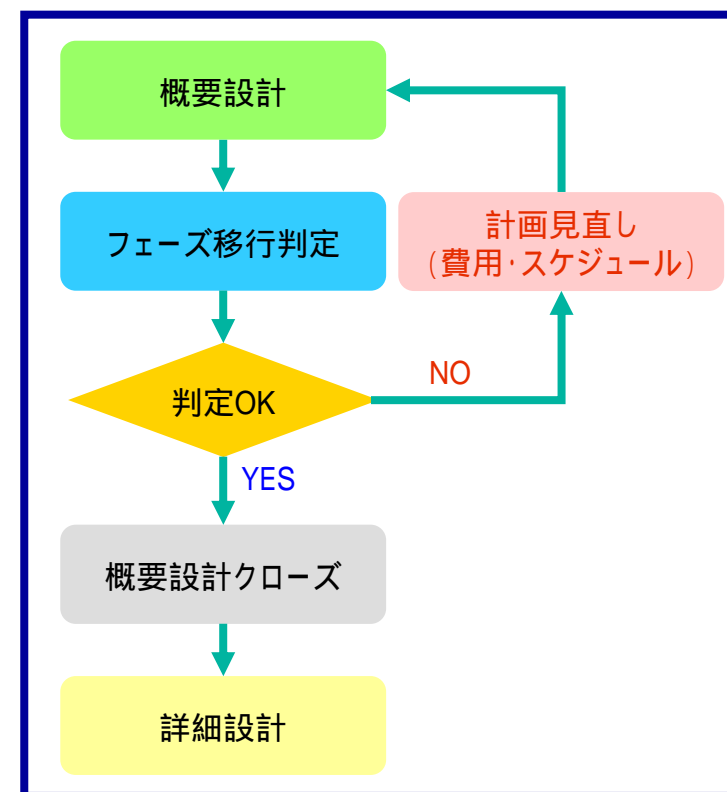 概要設計
フェーズ移行判定
計画見直し
(費用･スケジュール)
判定OK
NO
YES
概要設計クローズ
詳細設計